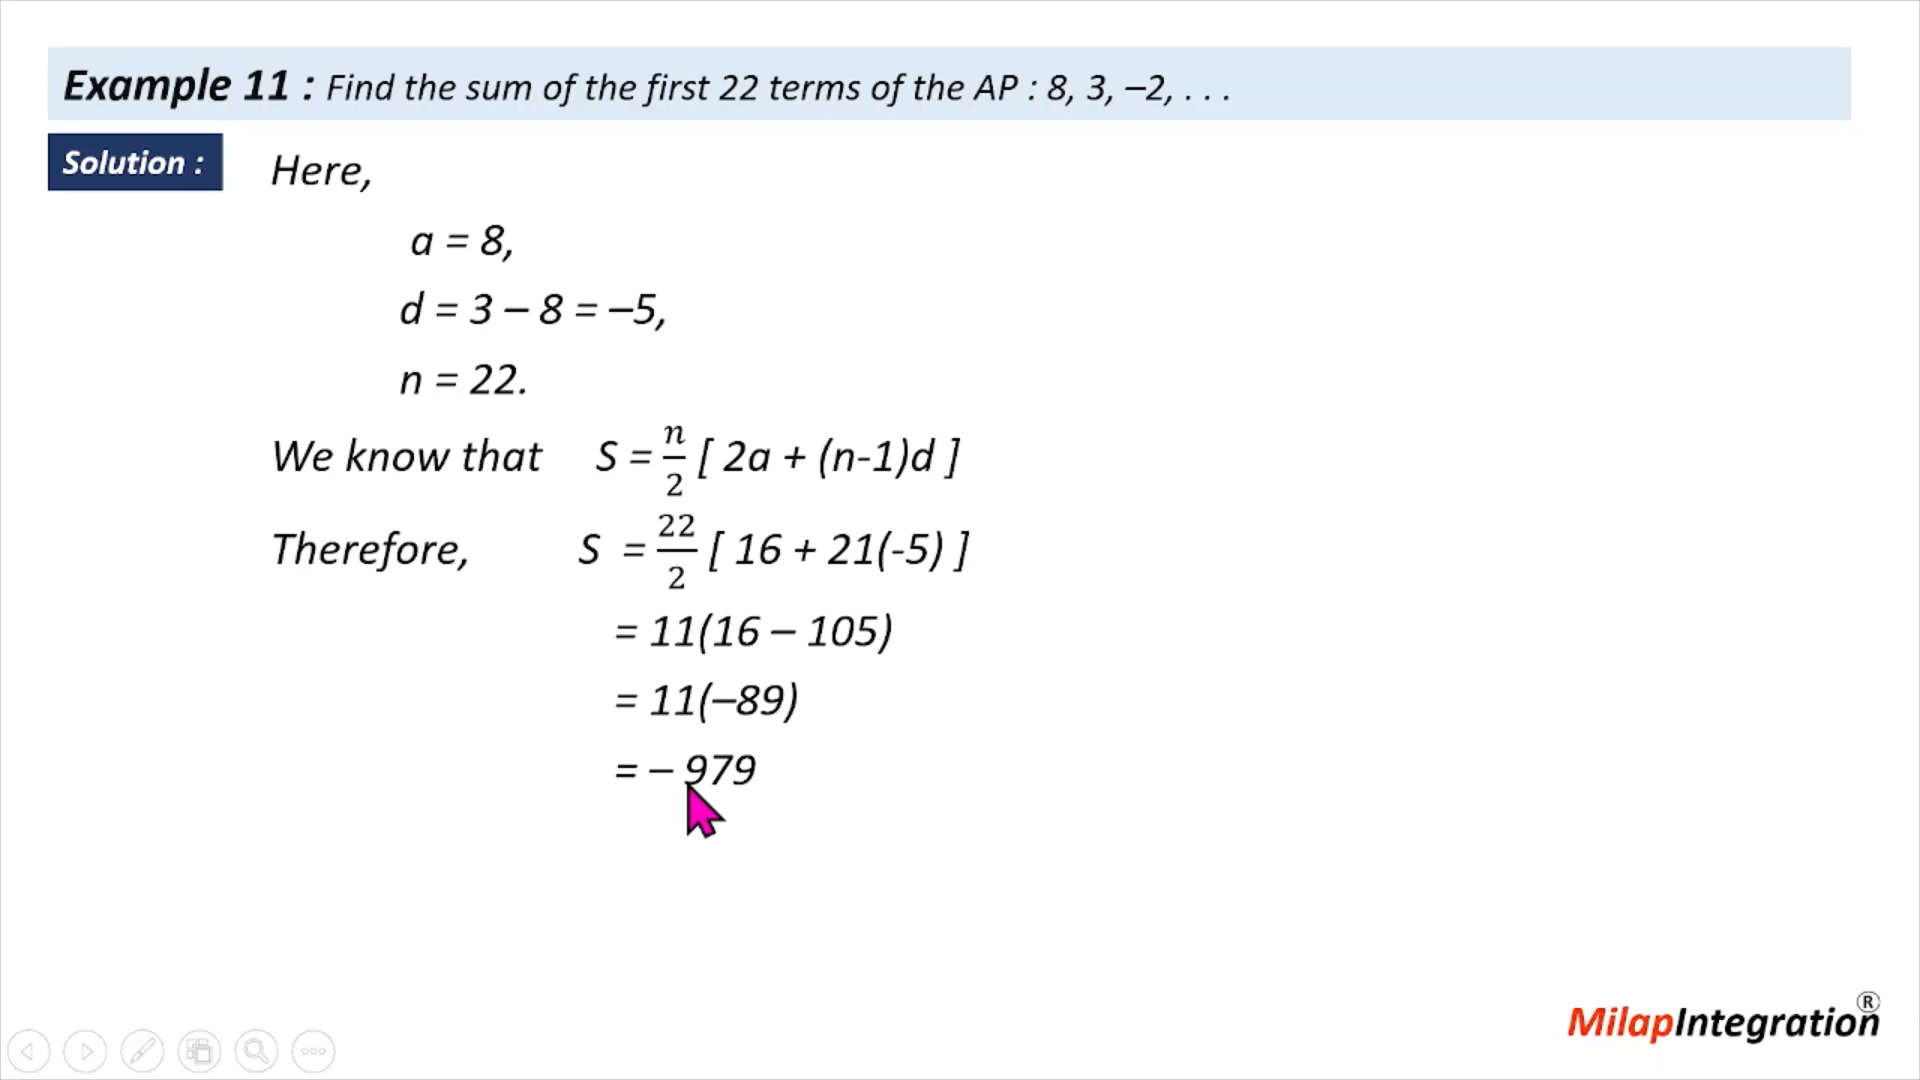 Example 11 : Find the sum of the first 22 terms of the AP : 8, 3, –2, . . .
Solution :
Here,
a = 8,
d = 3 – 8 = –5,
n = 22.
We know that S = n/2 [ 2a + (n-1)d ]
Therefore, S = 22/2 [ 16 + 21(-5) ]
= 11(16 – 105)
= 11(–89)
= – 979
MilapIntegration®